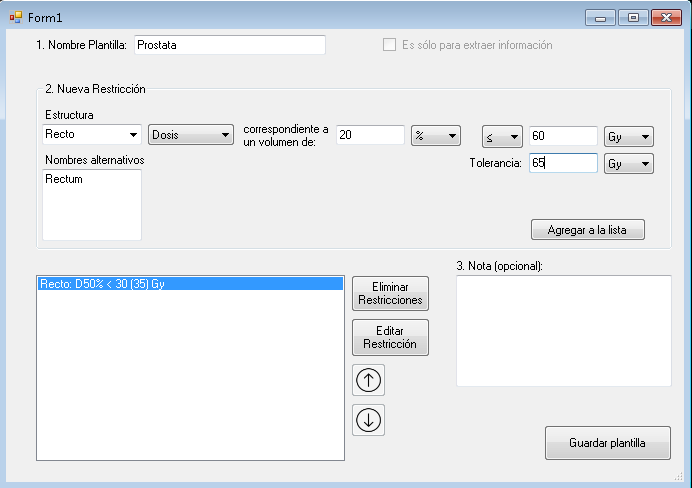 Form1
1. Nombre Plantilla: Prostata
Es sólo para extraer información
2. Nueva Restricción
Estructura
Recto Dosis correspondiente a
un volumen de: 20 % ≤ 60 Gy
Nombres alternativos
Tolerancia: 65 Gy
Rectum
Agregar a la lista
Recto: D50% < 30 (35) Gy
Eliminar
Restricciones
Editar
Restricción
3. Nota (opcional):
Guardar plantilla